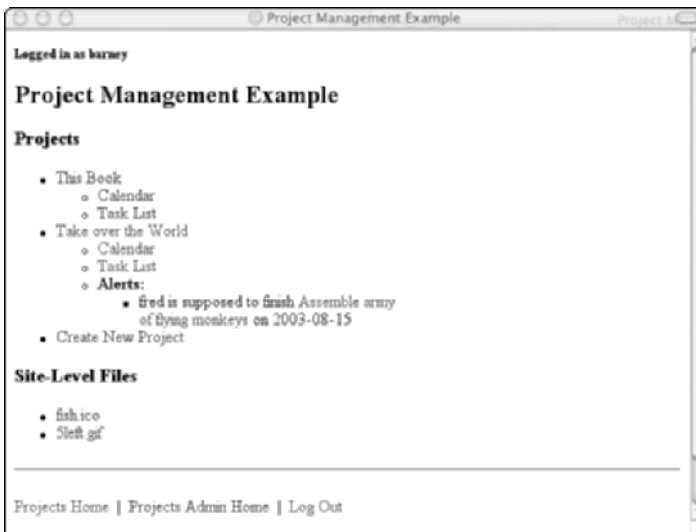 Project Management Example
Project M
Logged in as barney
Project Management Example
Projects
This Book
Calendar
Task List
Take over the World
Calendar
Task List
Alerts:
fred is supposed to finish Assemble army
of flying monkeys on 2003-08-15
Create New Project
Site-Level Files
fish.ico
5left.gif
Projects Home | Projects Admin Home | Log Out